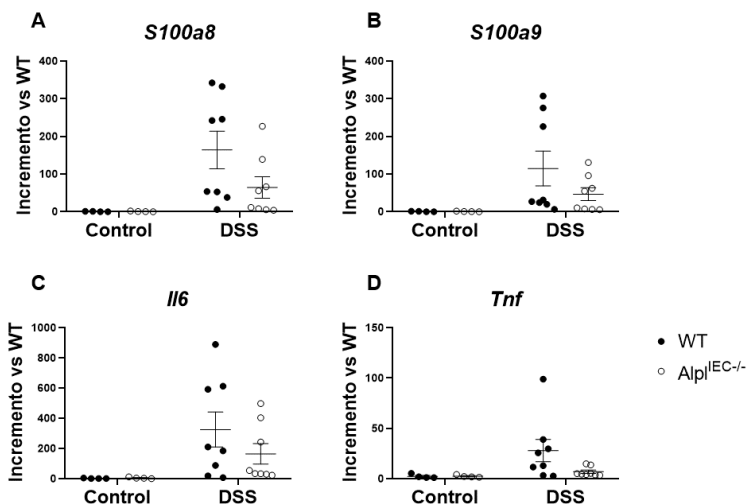 A
S100a8
Incremento vs WT
400
300
200
100
0
Control
DSS
B
S100a9
Incremento vs WT
400
300
200
100
0
Control
DSS
C
Il6
Incremento vs WT
1000
800
600
400
200
0
Control
DSS
D
Tnf
Incremento vs WT
150
100
50
0
Control
DSS
WT
Alpl^IEC-/-